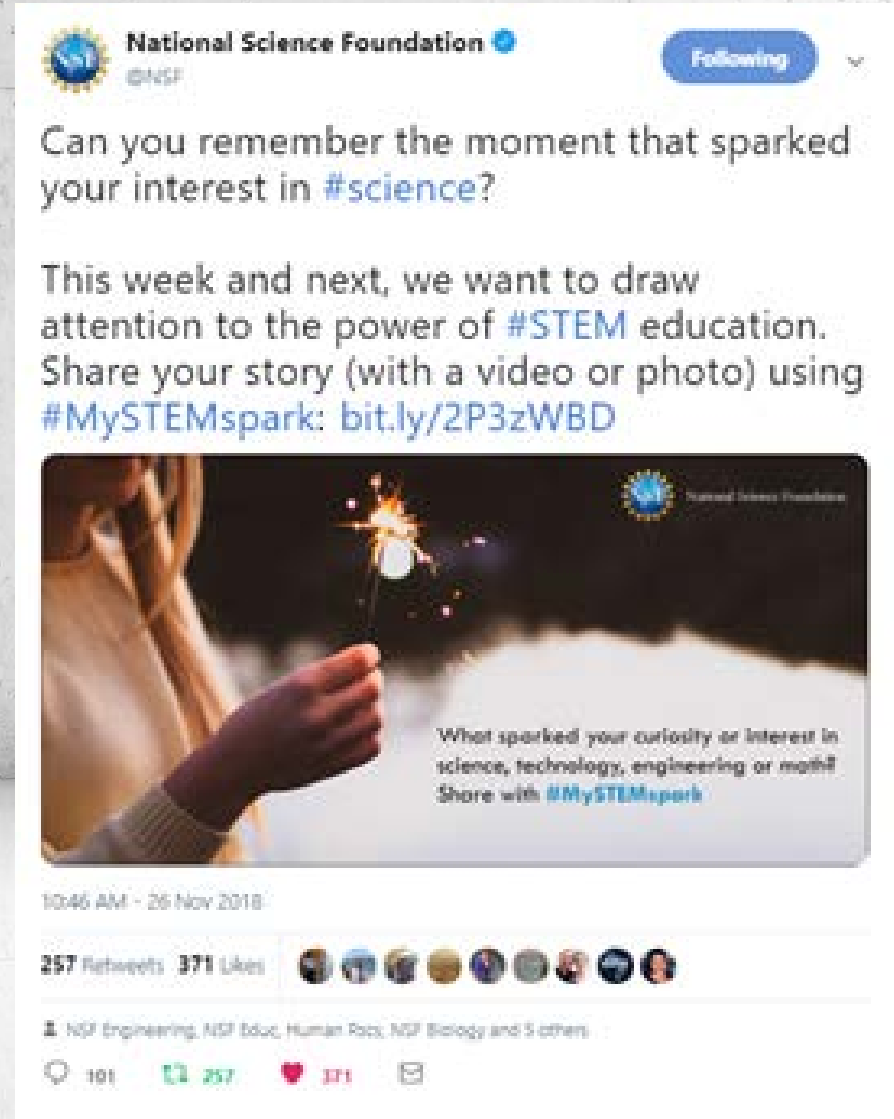 National Science Foundation
@NSF
Following
Can you remember the moment that sparked
your interest in #science?
This week and next, we want to draw
attention to the power of #STEM education.
Share your story (with a video or photo) using
#MySTEMspark: bit.ly/2P3zWBD
NSF
National Science Foundation
What sparked your curiosity or interest in
science, technology, engineering or math?
Share with #MySTEMspark
10:46 AM - 26 Nov 2018
257 Retweets 371 Likes
NSF Engineering, NSF Educ, Human Rscs, NSF Biology and 5 others
101 257 371